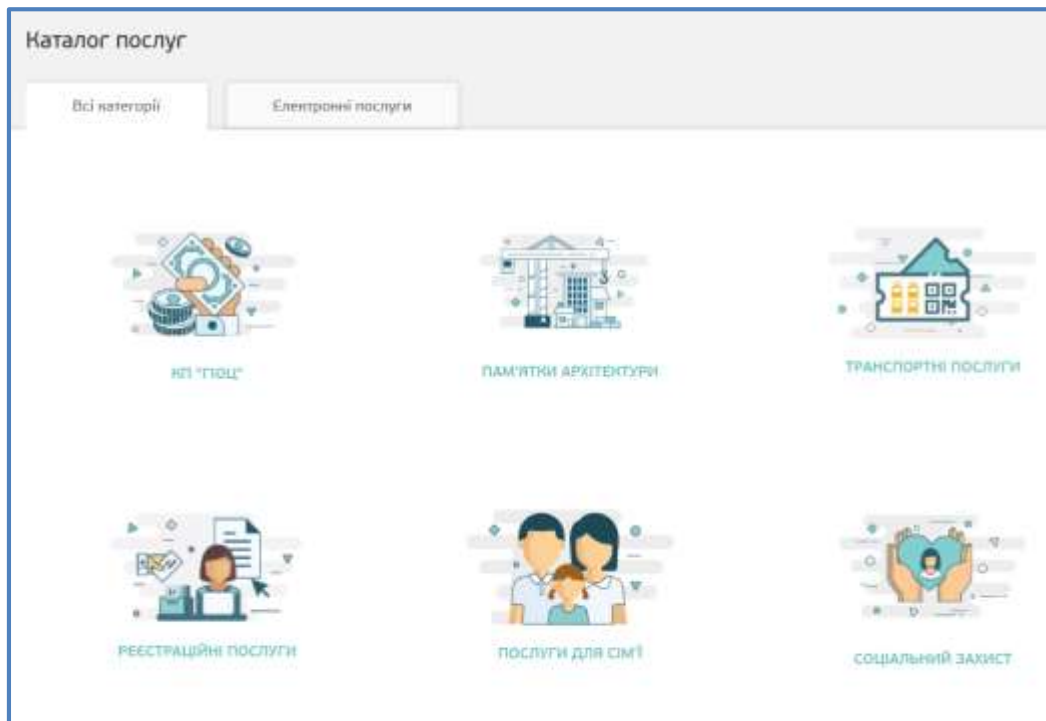 Каталог послуг
Всі категорії
Електронні послуги
КП "ГІОЦ"
ПАМ'ЯТКИ АРХІТЕКТУРИ
ТРАНСПОРТНІ ПОСЛУГИ
РЕЄСТРАЦІЙНІ ПОСЛУГИ
ПОСЛУГИ ДЛЯ СІМ'Ї
СОЦІАЛЬНИЙ ЗАХИСТ